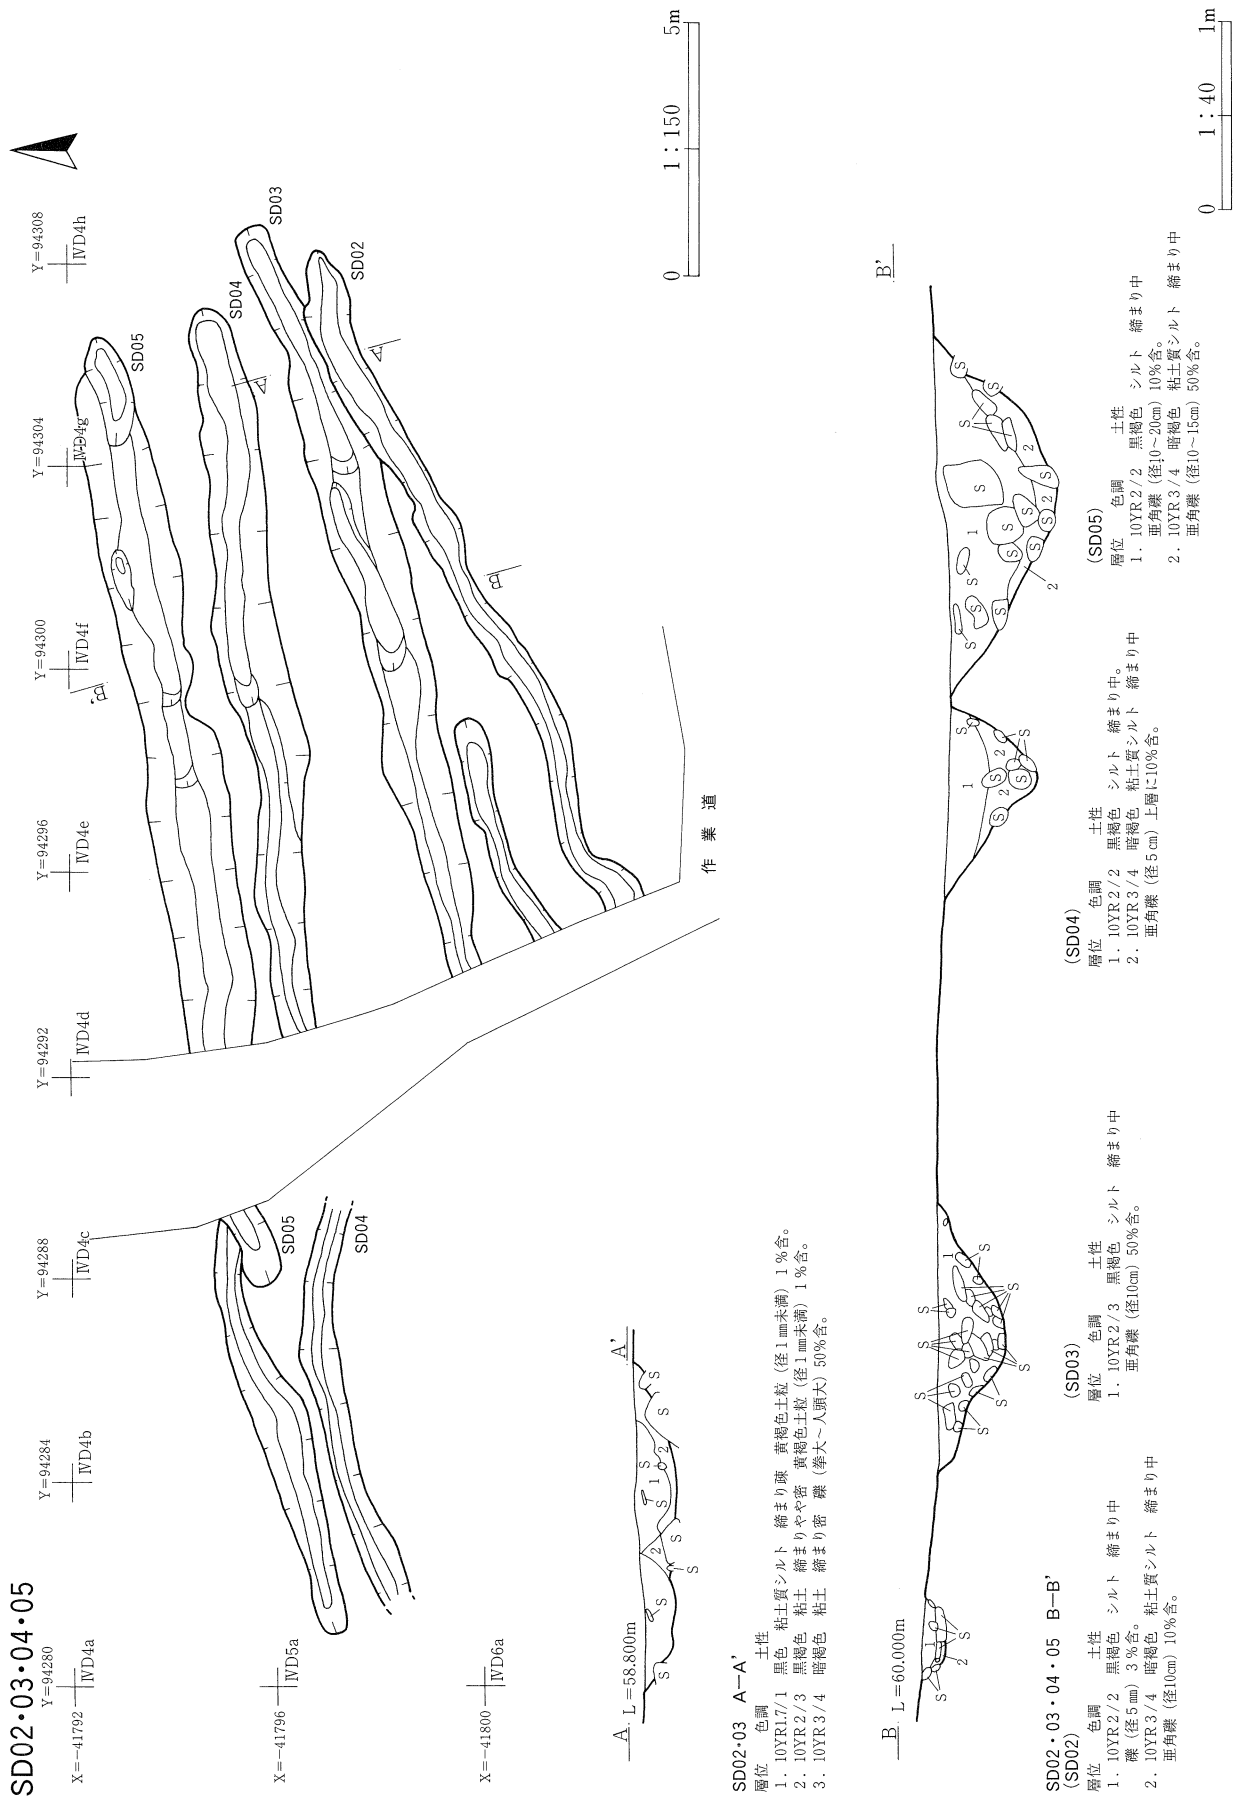 SD02・03・04・05
Y=94280
Y=94284
Y=94288
Y=94292
Y=94296
Y=94300
Y=94304
Y=94308
X=-41792
ⅣD4a
ⅣD4b
ⅣD4c
ⅣD4d
ⅣD4e
ⅣD4f
ⅣD4g
ⅣD4h
X=-41796
ⅣD5a
X=-41800
ⅣD6a
SD05
SD04
SD05
SD04
SD03
SD02
B'
A'
B
A
作業道
0 1:150 5m
A L=58.800m A'
S S 2 S S 1 S S 2 S S S
SD02・03 A―A'
層位 色調 土性
1. 10YR1.7/1 黒色 粘土質シルト 締まり疎 黄褐色土粒 (径1㎜未満) 1%含。
2. 10YR2/3 黒褐色 粘土 締まりやや密 黄褐色土粒 (径1㎜未満) 1%含。
3. 10YR3/4 暗褐色 粘土 締まり密 礫 (拳大~人頭大) 50%含。
B L=60.000m B'
S 1 2 S
S S S S S S S 1 S
1 S S 2 S S 2 S
S S S S 1 S S S S S S 2 S 2 S S 2
0 1:40 1m
SD02・03・04・05 B―B'
(SD02)
層位 色調 土性
1. 10YR2/2 黒褐色 シルト 締まり中
礫 (径5㎜) 3%含。
2. 10YR3/4 暗褐色 粘土質シルト 締まり中
亜角礫 (径10㎝) 10%含。
(SD03)
層位 色調 土性
1. 10YR2/3 黒褐色 シルト 締まり中
亜角礫 (径10㎝) 50%含。
(SD04)
層位 色調 土性
1. 10YR2/2 黒褐色 シルト 締まり中。
2. 10YR3/4 暗褐色 粘土質シルト 締まり中
亜角礫 (径5㎝) 上層に10%含。
(SD05)
層位 色調 土性
1. 10YR2/2 黒褐色 シルト 締まり中
亜角礫 (径10~20㎝) 10%含。
2. 10YR3/4 暗褐色 粘土質シルト 締まり中
亜角礫 (径10~15㎝) 50%含。